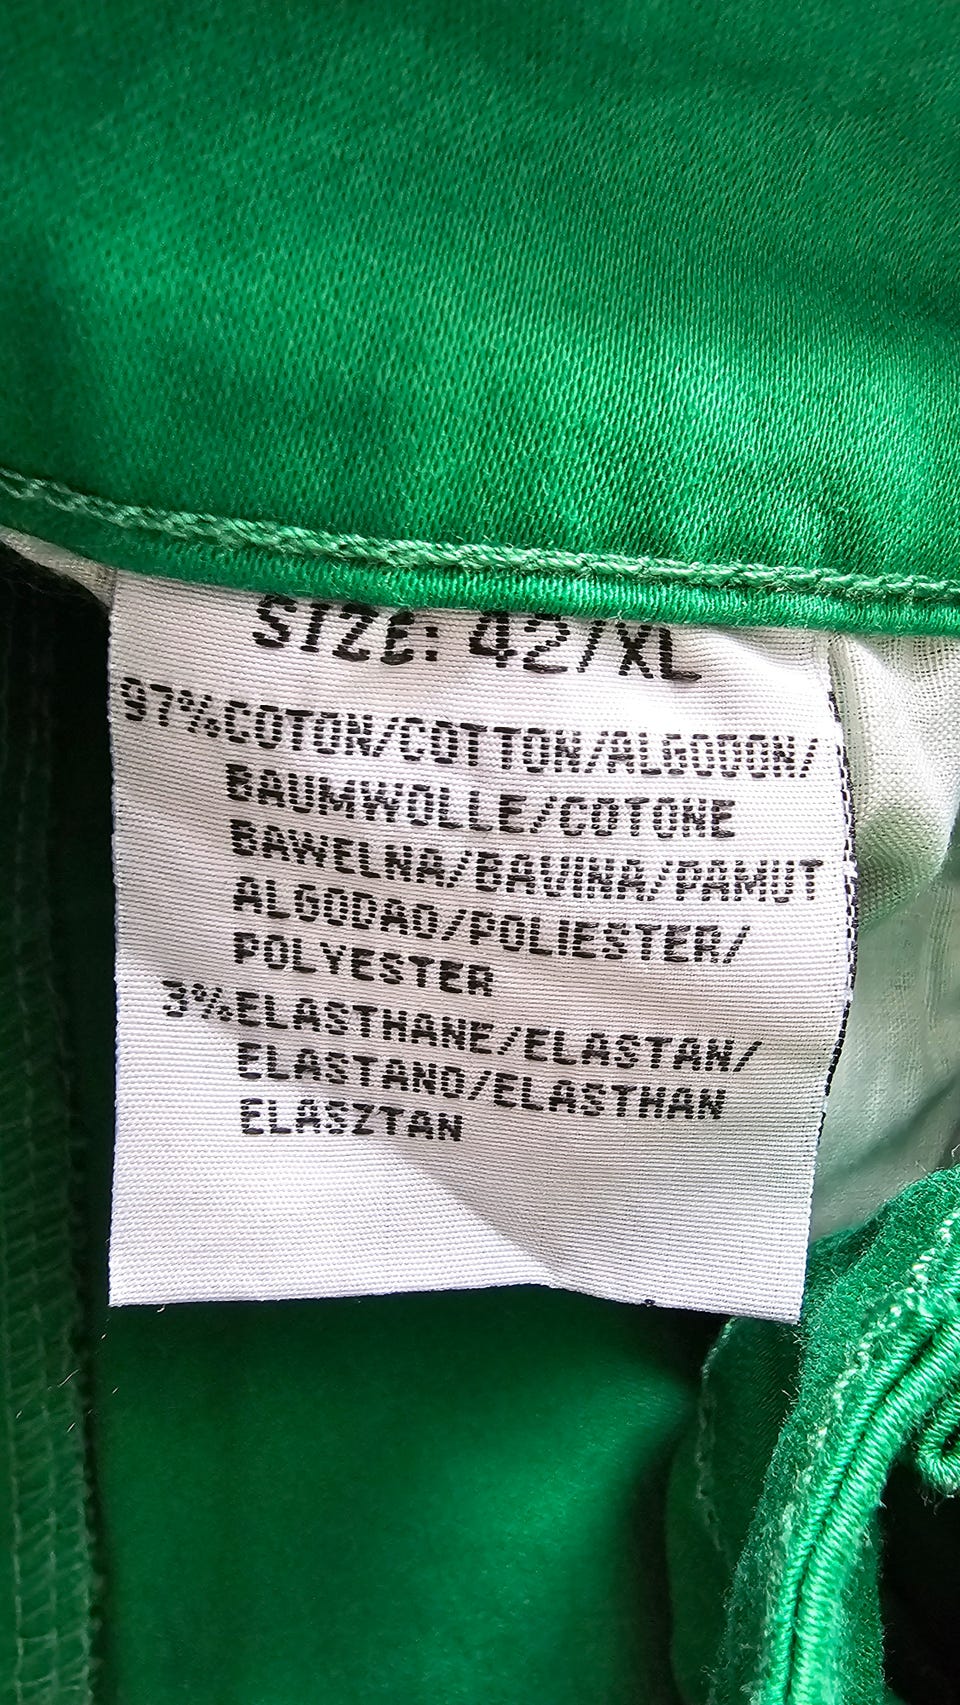 SIZE: 42/XL
97%COTON/COTTON/ALGODON/
BAUMWOLLE/COTONE
BAWELNA/BAVINA/PAMUT
ALGODAO/POLIESTER/
POLYESTER
3%ELASTHANE/ELASTAN/
ELASTANO/ELASTHAN
ELASZTAN